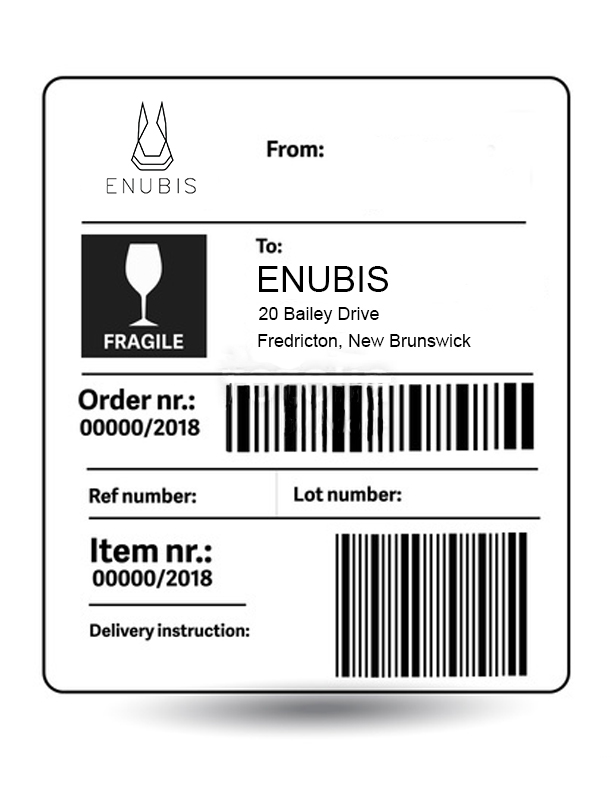 ENUBIS
From:
FRAGILE
To:
ENUBIS
20 Bailey Drive
Fredricton, New Brunswick
Order nr.:
00000/2018
Ref number:
Lot number:
Item nr.:
00000/2018
Delivery instruction: